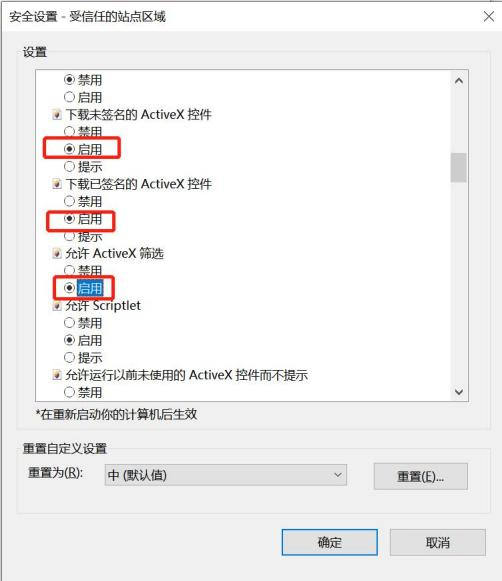 安全设置 - 受信任的站点区域
设置
禁用
启用
下载未签名的 ActiveX 控件
禁用
启用
提示
下载已签名的 ActiveX 控件
禁用
启用
提示
允许 ActiveX 筛选
禁用
启用
允许 Scriptlet
禁用
启用
提示
允许运行以前未使用的 ActiveX 控件而不提示
禁用
*在重新启动你的计算机后生效
重置自定义设置
重置为(R): 中 (默认值) 重置(E)...
确定 取消